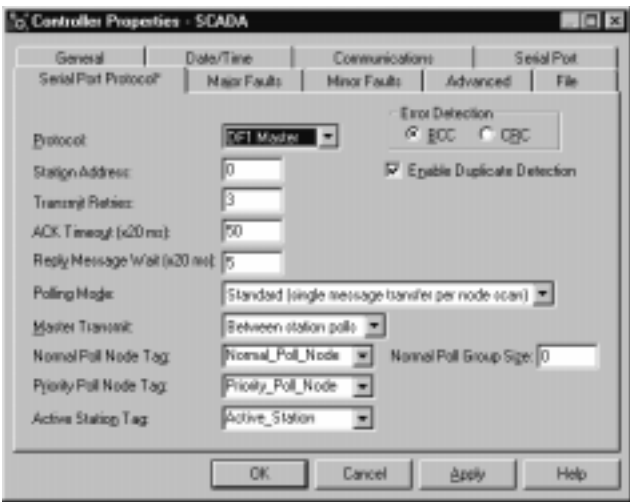 Controller Properties - SCADA
General Date/Time Communications Serial Port
Serial Port Protocol* Major Faults Minor Faults Advanced File
Error Detection
Protocol: DF1 Master BCC CRC
Station Address: 0 Enable Duplicate Detection
Transmit Retries: 3
ACK Timeout (x20 ms): 50
Reply Message Wait (x20 ms): 5
Polling Mode: Standard (single message transfer per node scan)
Master Transmit: Between station polls
Normal Poll Node Tag: Normal_Poll_Node Normal Poll Group Size: 0
Priority Poll Node Tag: Priority_Poll_Node
Active Station Tag: Active_Station
OK Cancel Apply Help